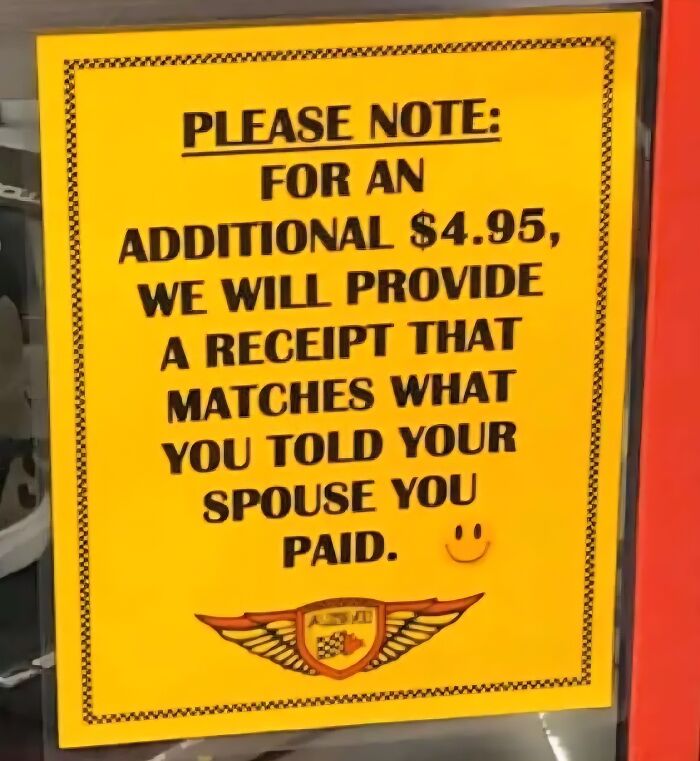 PLEASE NOTE:
FOR AN
ADDITIONAL $4.95,
WE WILL PROVIDE
A RECEIPT THAT
MATCHES WHAT
YOU TOLD YOUR
SPOUSE YOU
PAID.